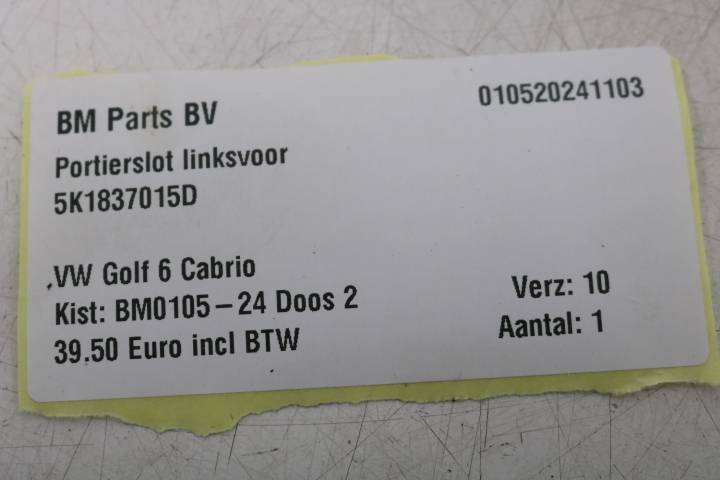 BM Parts BV
010520241103
Portierslot linksvoor
5K1837015D
VW Golf 6 Cabrio
Kist: BM0105-24 Doos 2
Verz: 10
39.50 Euro incl BTW
Aantal: 1